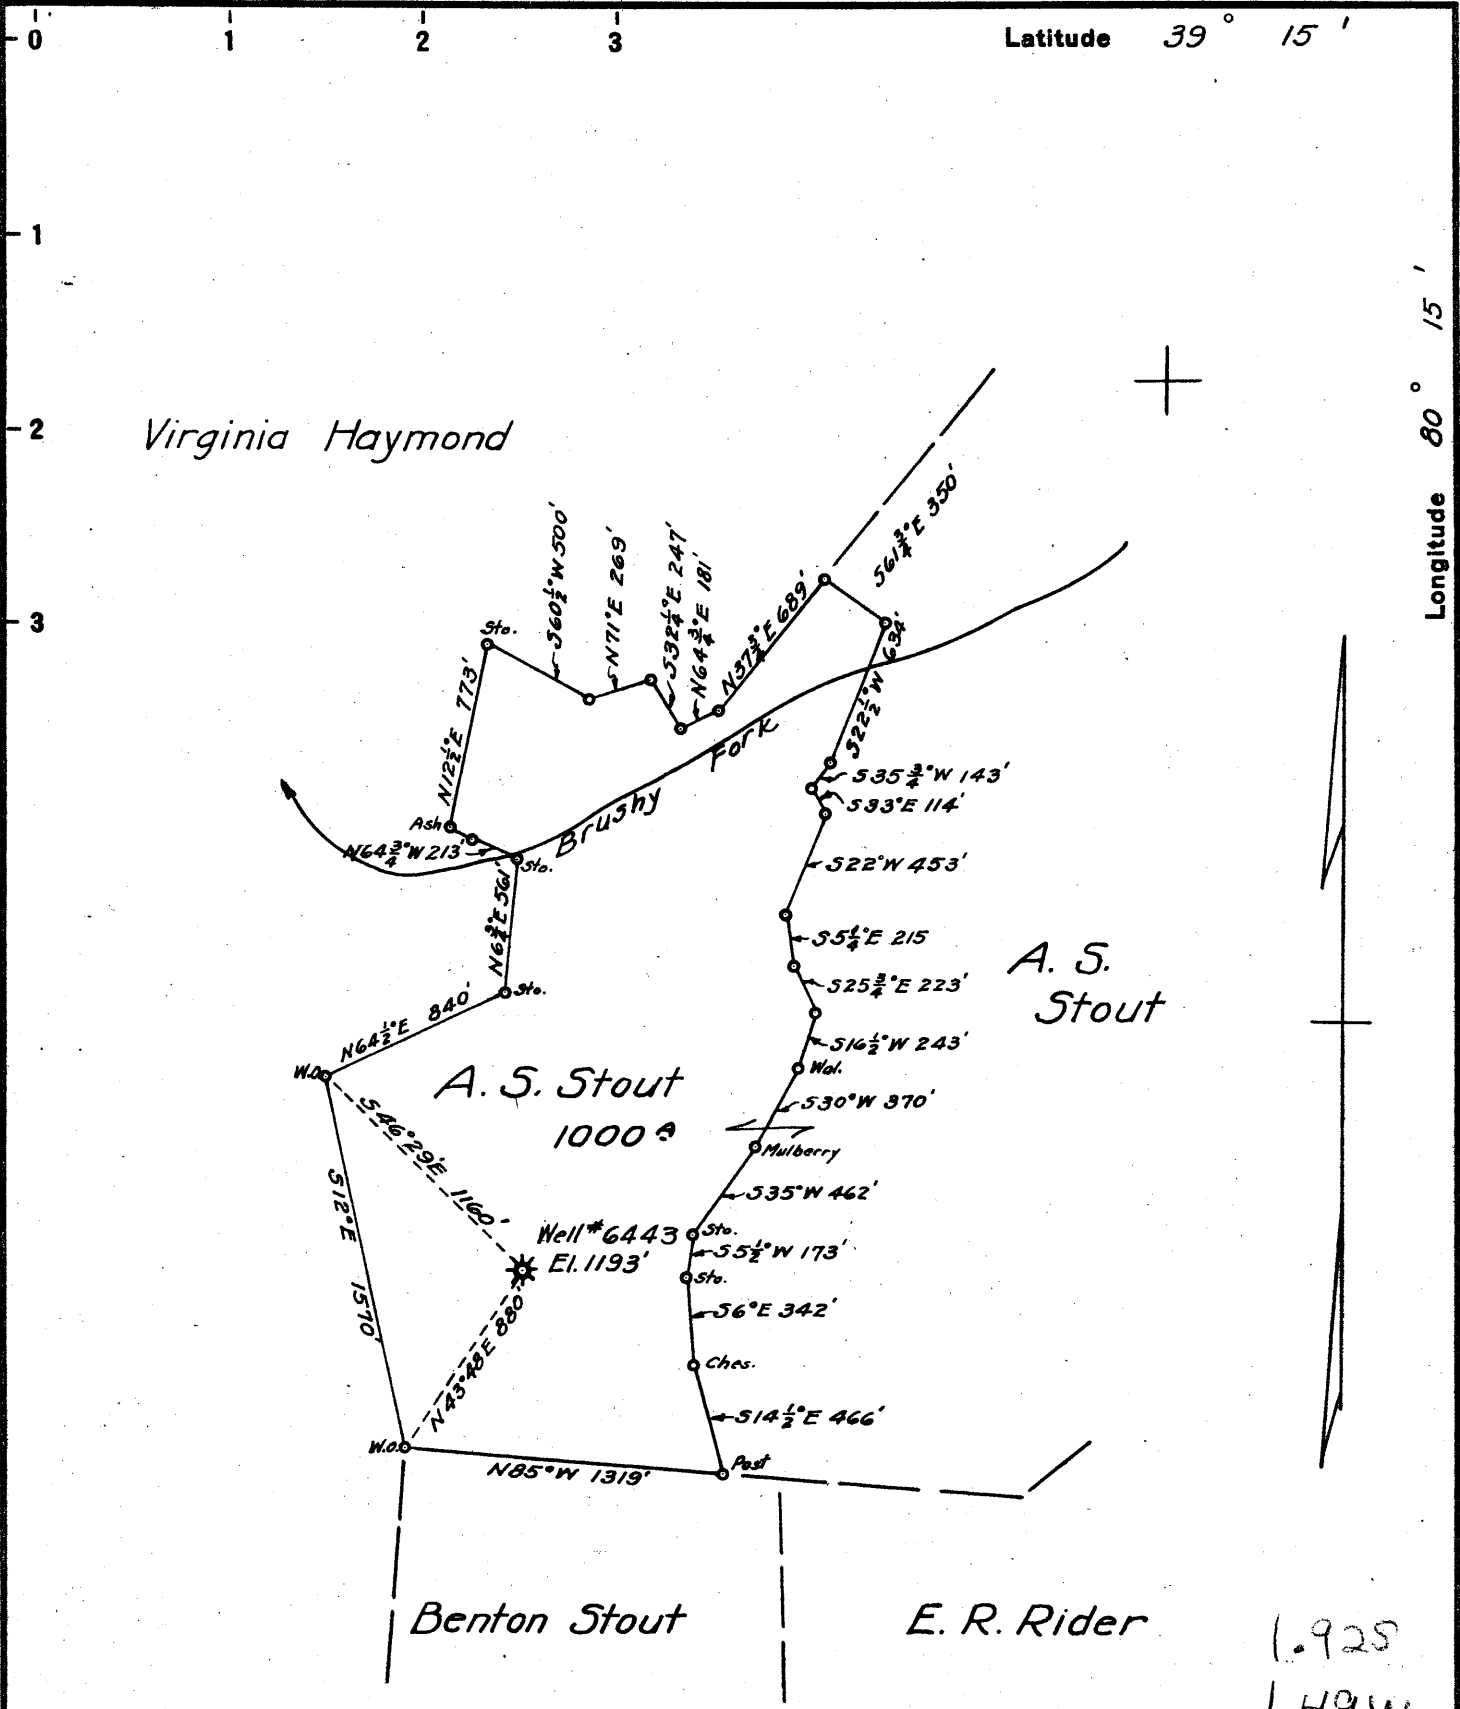 0 1 2 3 Latitude 39° 15'
1
2
3
Longitude 80° 15'
Virginia Haymond
S60½°W 500'
N71°E 269'
S32¼°E 247'
N64¾°E 181'
N37¾°E 689'
S61¾°E 350'
Sto.
N12½°E 773'
S22½°W 634'
Brushy Fork
S35¾°W 143'
S33°E 114'
Ash
N64¾°W 213'
Sto.
S22°W 453'
N6¾°E 561'
S5¼°E 215
A. S.
Stout
S25¾°E 223'
Sto.
N64½°E 840'
S16½°W 243'
W.O.
Wal.
A. S. Stout
1000 A
S30°W 370'
Mulberry
S46°29'E 1160'
S12°E 1570'
S35°W 462'
Well #6443
El. 1193'
Sto.
S5½°W 173'
Sto.
S6°E 342'
N43°48'E 880'
Ches.
S14½°E 466'
W.O.
N85°W 1319'
Post
Benton Stout
E. R. Rider
1.92S
1.49W